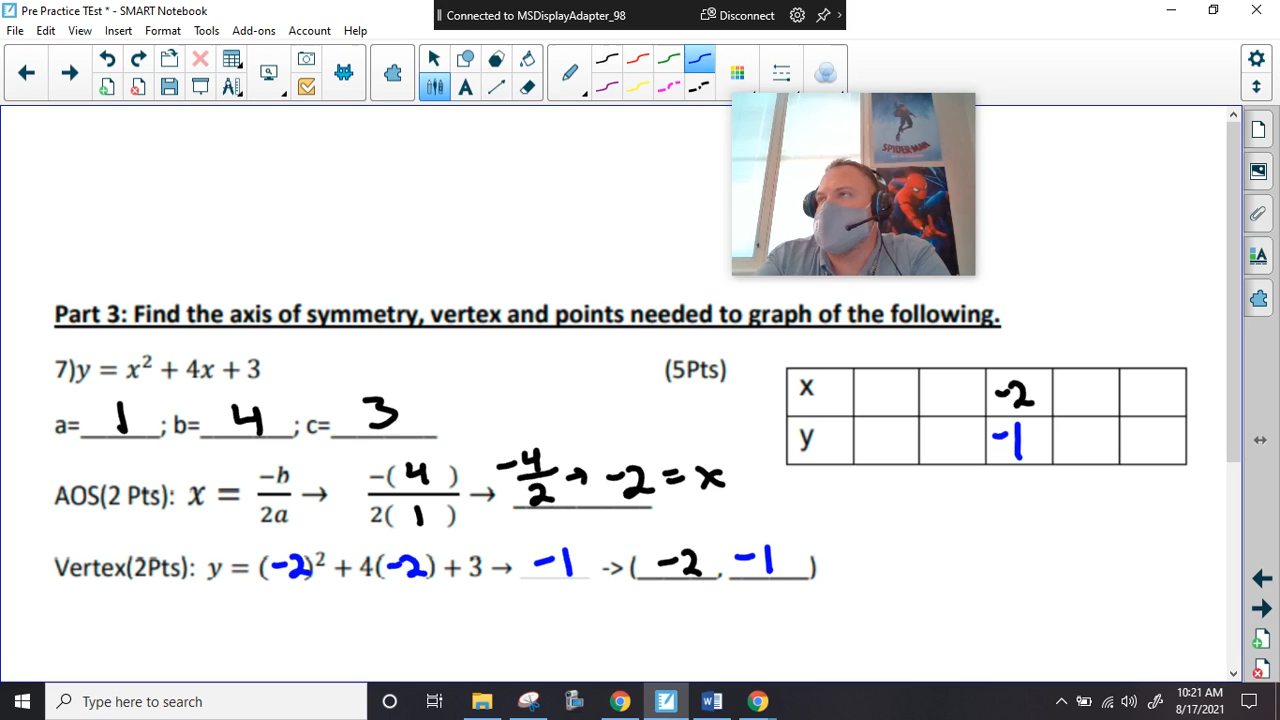 Pre Practice TEst * - SMART Notebook
Connected to MSDisplayAdapter_98 Disconnect
File Edit View Insert Format Tools Add-ons Account Help
SPIDER-MAN
Part 3: Find the axis of symmetry, vertex and points needed to graph of the following.
7)y = x² + 4x + 3 (5Pts)
x -2
y -1
a= 1 ; b= 4 ; c= 3
AOS(2 Pts): x = -b/2a → -( 4 )/2( 1 ) → -4/2 → -2 = x
Vertex(2Pts): y = (-2)² + 4(-2) + 3 → -1 -> ( -2 , -1 )
Type here to search
10:21 AM
8/17/2021